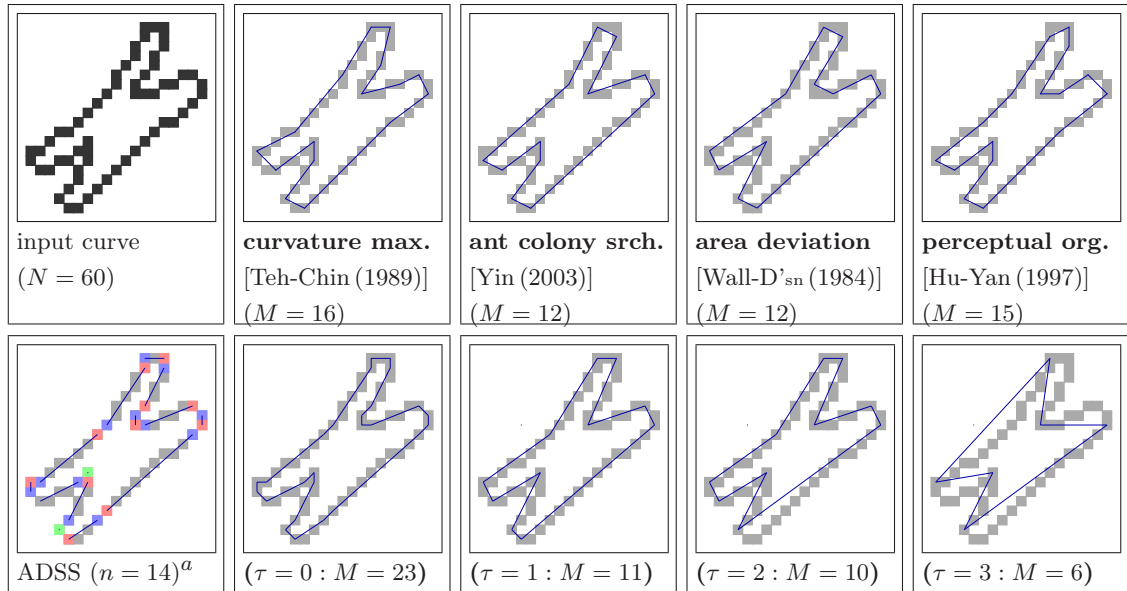 input curve
(N = 60)
curvature max.
[Teh-Chin (1989)]
(M = 16)
ant colony srch.
[Yin (2003)]
(M = 12)
area deviation
[Wall-D'sn (1984)]
(M = 12)
perceptual org.
[Hu-Yan (1997)]
(M = 15)
ADSS (n = 14)ᵃ
(τ = 0 : M = 23)
(τ = 1 : M = 11)
(τ = 2 : M = 10)
(τ = 3 : M = 6)